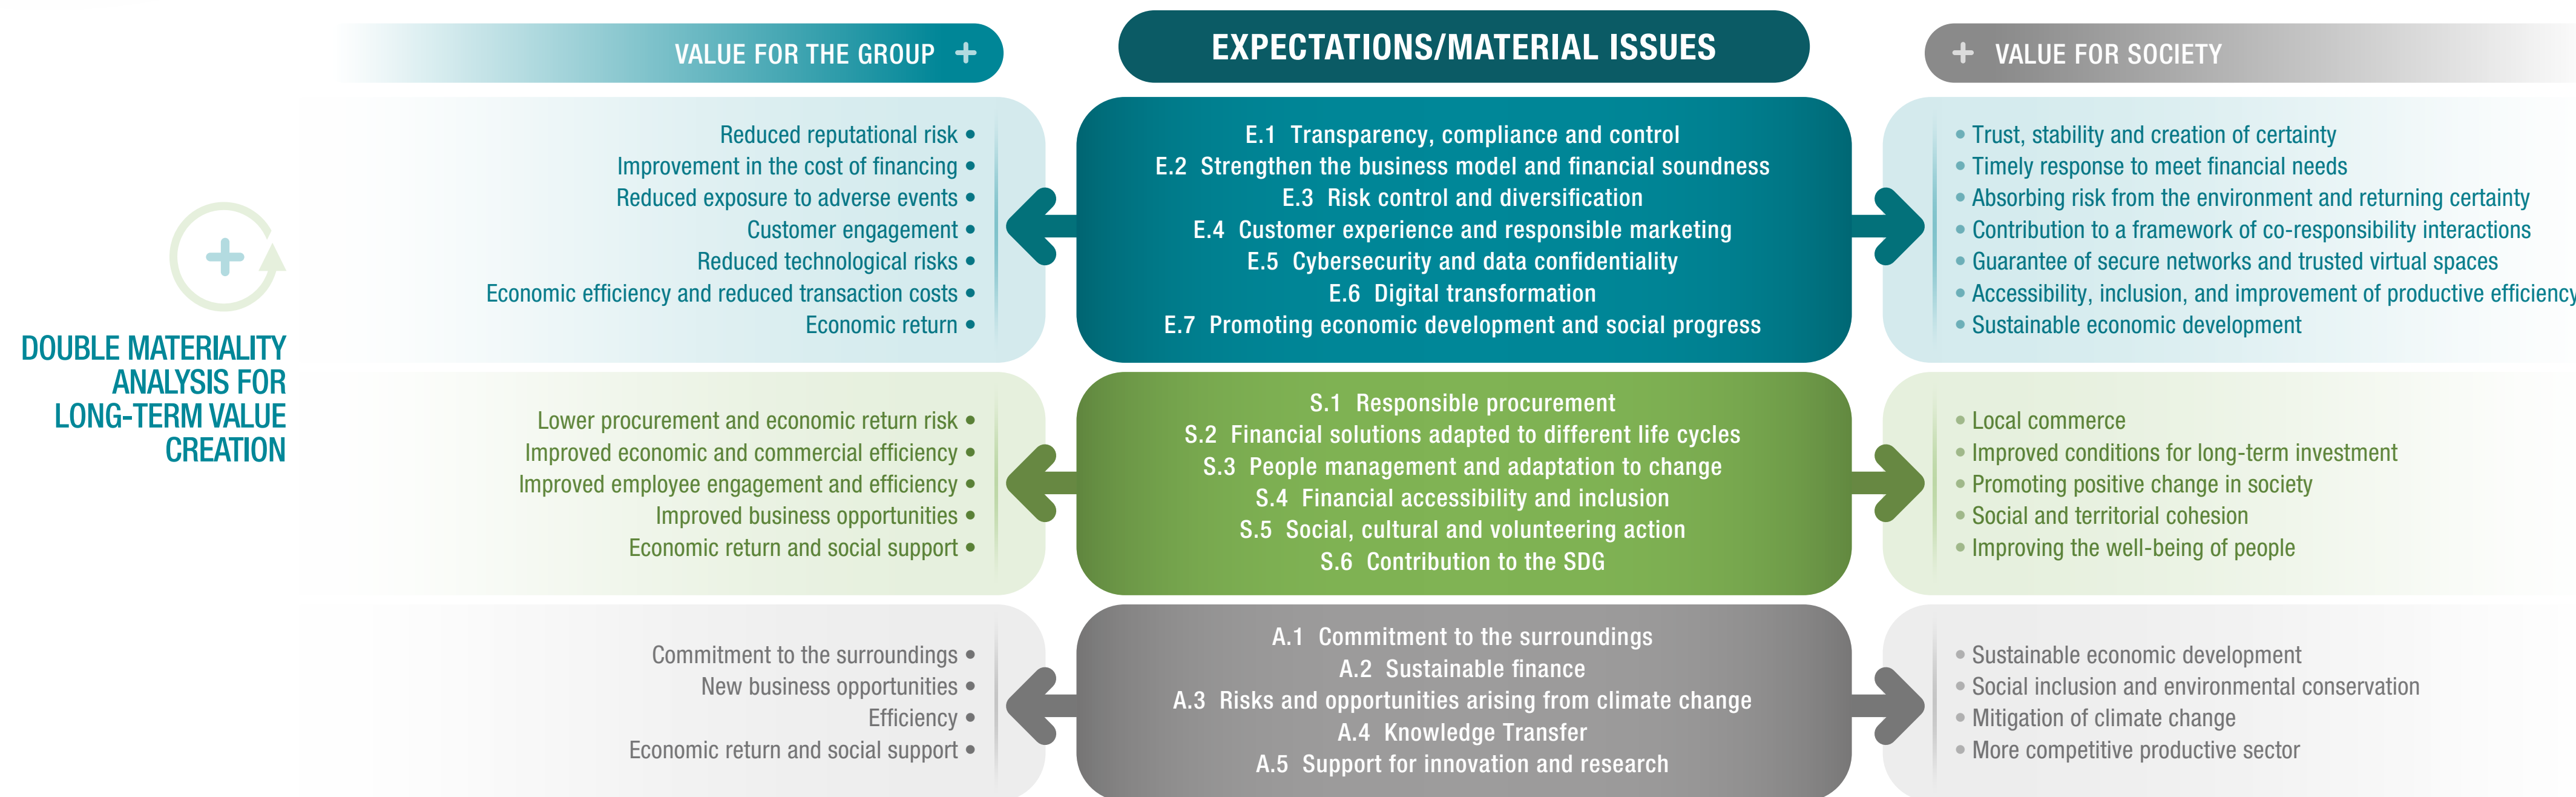 VALUE FOR THE GROUP +
EXPECTATIONS/MATERIAL ISSUES
+ VALUE FOR SOCIETY
DOUBLE MATERIALITY
ANALYSIS FOR
LONG-TERM VALUE
CREATION
Reduced reputational risk •
Improvement in the cost of financing •
Reduced exposure to adverse events •
Customer engagement •
Reduced technological risks •
Economic efficiency and reduced transaction costs •
Economic return •
E.1 Transparency, compliance and control
E.2 Strengthen the business model and financial soundness
E.3 Risk control and diversification
E.4 Customer experience and responsible marketing
E.5 Cybersecurity and data confidentiality
E.6 Digital transformation
E.7 Promoting economic development and social progress
• Trust, stability and creation of certainty
• Timely response to meet financial needs
• Absorbing risk from the environment and returning certainty
• Contribution to a framework of co-responsibility interactions
• Guarantee of secure networks and trusted virtual spaces
• Accessibility, inclusion, and improvement of productive efficiency
• Sustainable economic development
Lower procurement and economic return risk •
Improved economic and commercial efficiency •
Improved employee engagement and efficiency •
Improved business opportunities •
Economic return and social support •
S.1 Responsible procurement
S.2 Financial solutions adapted to different life cycles
S.3 People management and adaptation to change
S.4 Financial accessibility and inclusion
S.5 Social, cultural and volunteering action
S.6 Contribution to the SDG
• Local commerce
• Improved conditions for long-term investment
• Promoting positive change in society
• Social and territorial cohesion
• Improving the well-being of people
Commitment to the surroundings •
New business opportunities •
Efficiency •
Economic return and social support •
A.1 Commitment to the surroundings
A.2 Sustainable finance
A.3 Risks and opportunities arising from climate change
A.4 Knowledge Transfer
A.5 Support for innovation and research
• Sustainable economic development
• Social inclusion and environmental conservation
• Mitigation of climate change
• More competitive productive sector